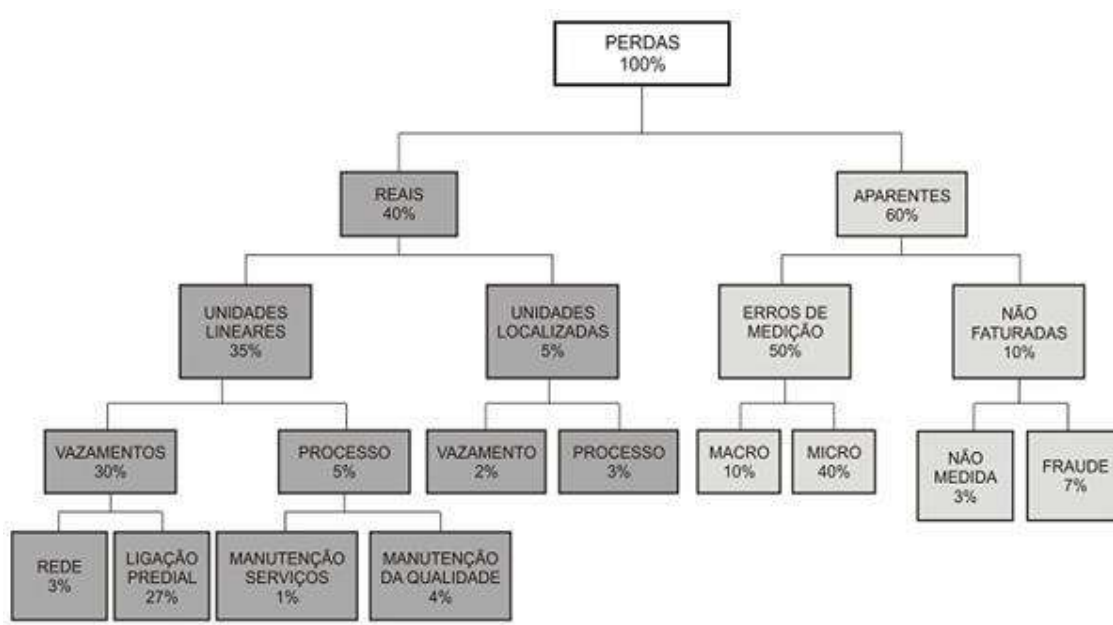 PERDAS
100%
REAIS
40%
APARENTES
60%
UNIDADES
LINEARES
35%
UNIDADES
LOCALIZADAS
5%
ERROS DE
MEDIÇÃO
50%
NÃO
FATURADAS
10%
VAZAMENTOS
30%
PROCESSO
5%
VAZAMENTO
2%
PROCESSO
3%
MACRO
10%
MICRO
40%
NÃO
MEDIDA
3%
FRAUDE
7%
REDE
3%
LIGAÇÃO
PREDIAL
27%
MANUTENÇÃO
SERVIÇOS
1%
MANUTENÇÃO
DA QUALIDADE
4%